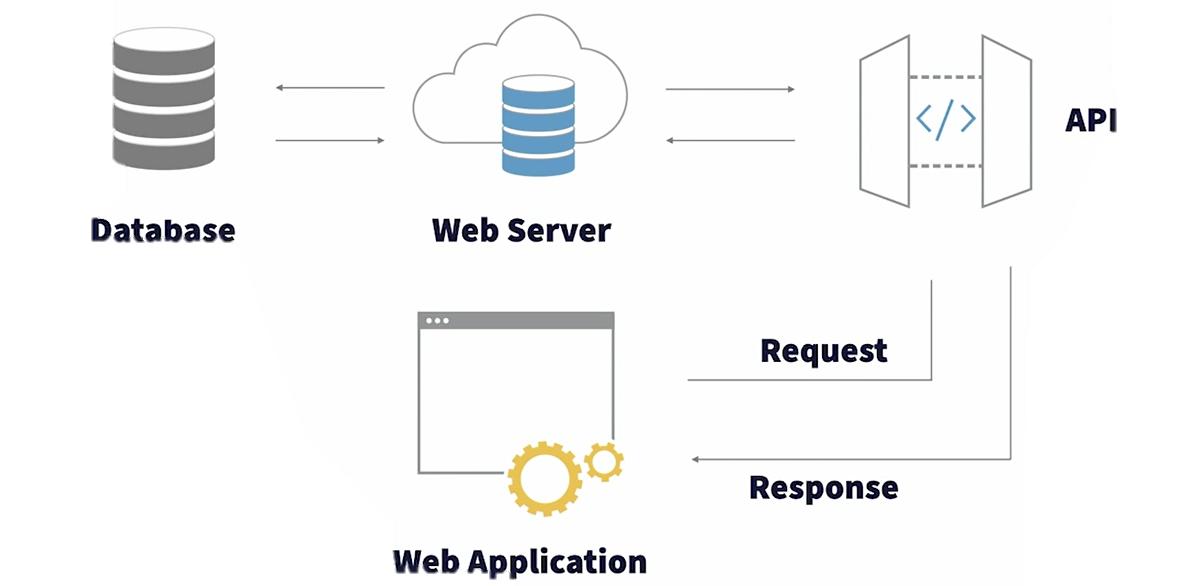 API
Database
Web Server
</>
Request
Response
Web Application